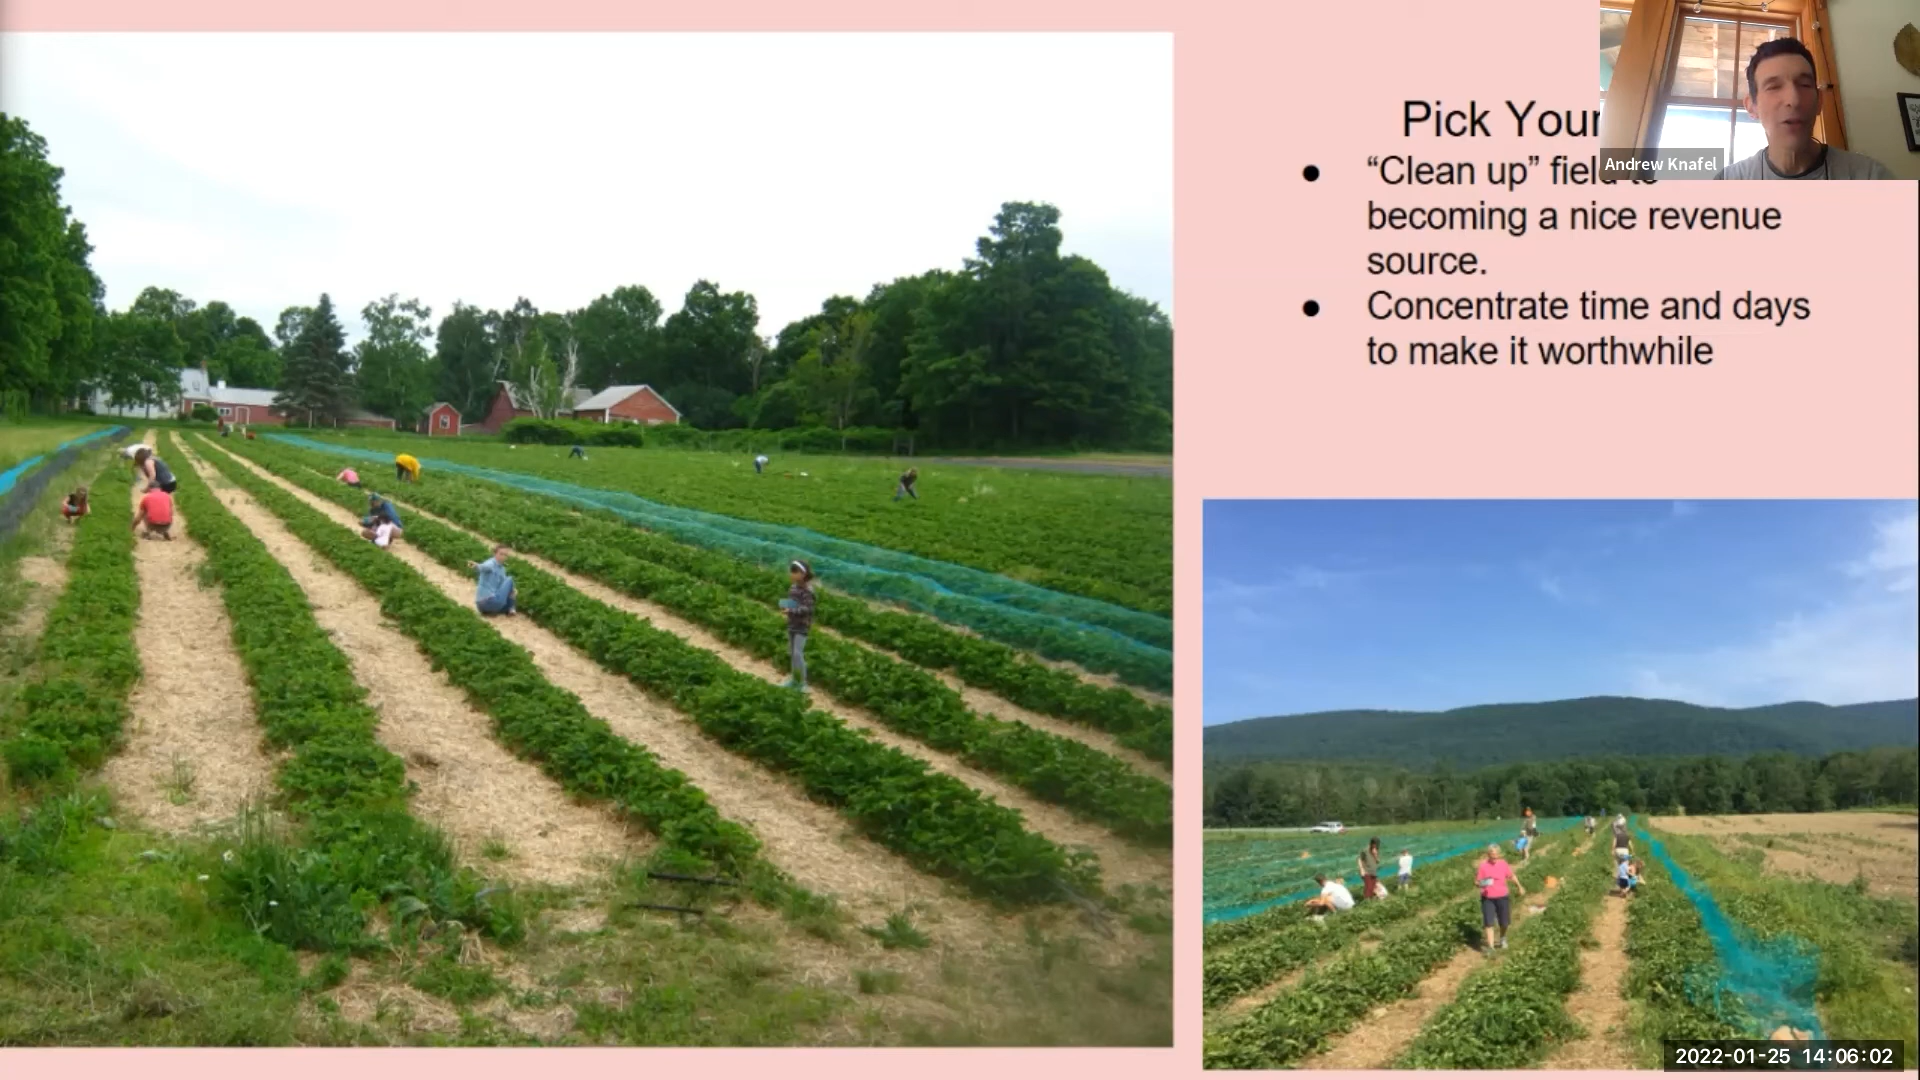 Pick Your
Andrew Knafel
● “Clean up” field to
becoming a nice revenue
source.
● Concentrate time and days
to make it worthwhile
2022-01-25 14:06:02